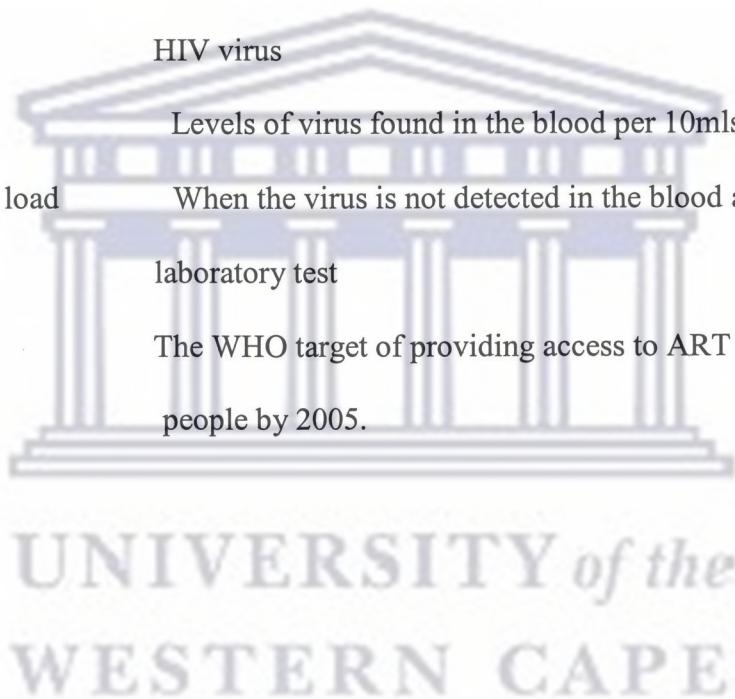 HIV virus
Levels of virus found in the blood per 10mls
load When the virus is not detected in the blood a
laboratory test
The WHO target of providing access to ART
people by 2005.
UNIVERSITY of the
WESTERN CAPE